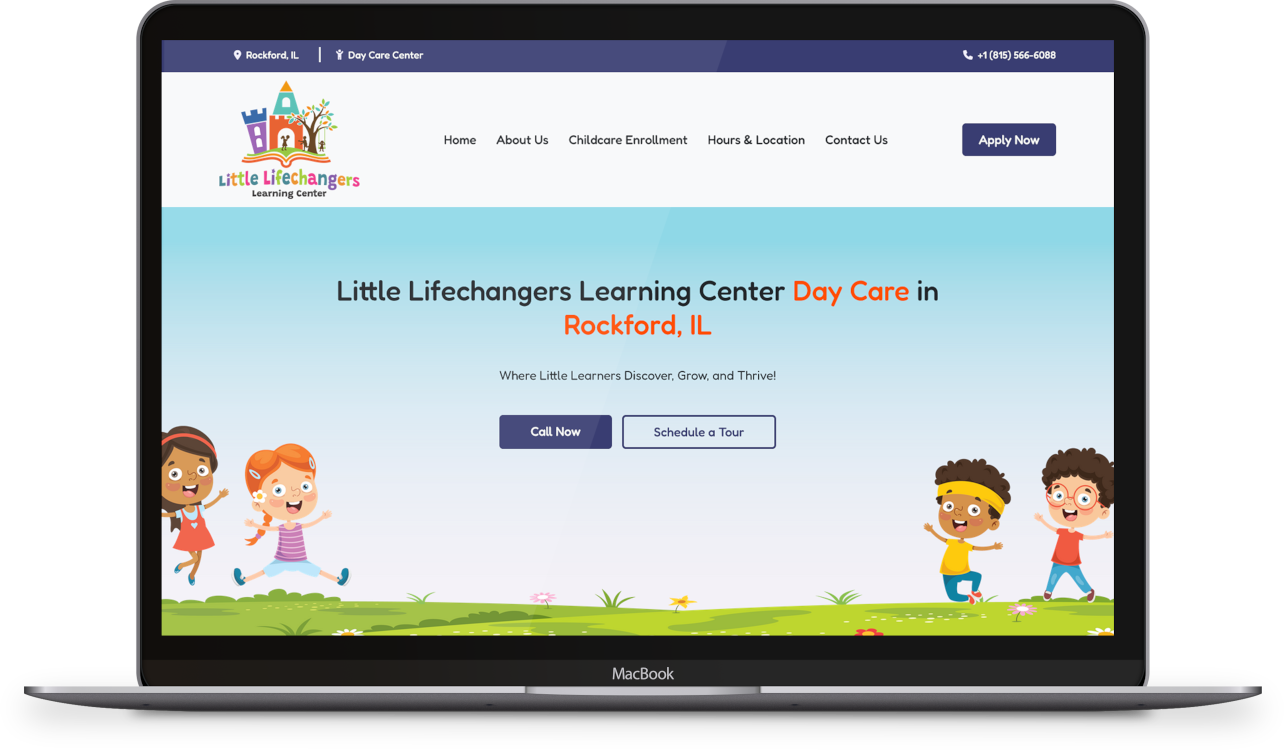 Rockford, IL
Day Care Center
+1 (815) 566-6088
Little Lifechangers
Learning Center
Home
About Us
Childcare Enrollment
Hours & Location
Contact Us
Apply Now
Little Lifechangers Learning Center Day Care in
Rockford, IL
Where Little Learners Discover, Grow, and Thrive!
Call Now
Schedule a Tour
MacBook